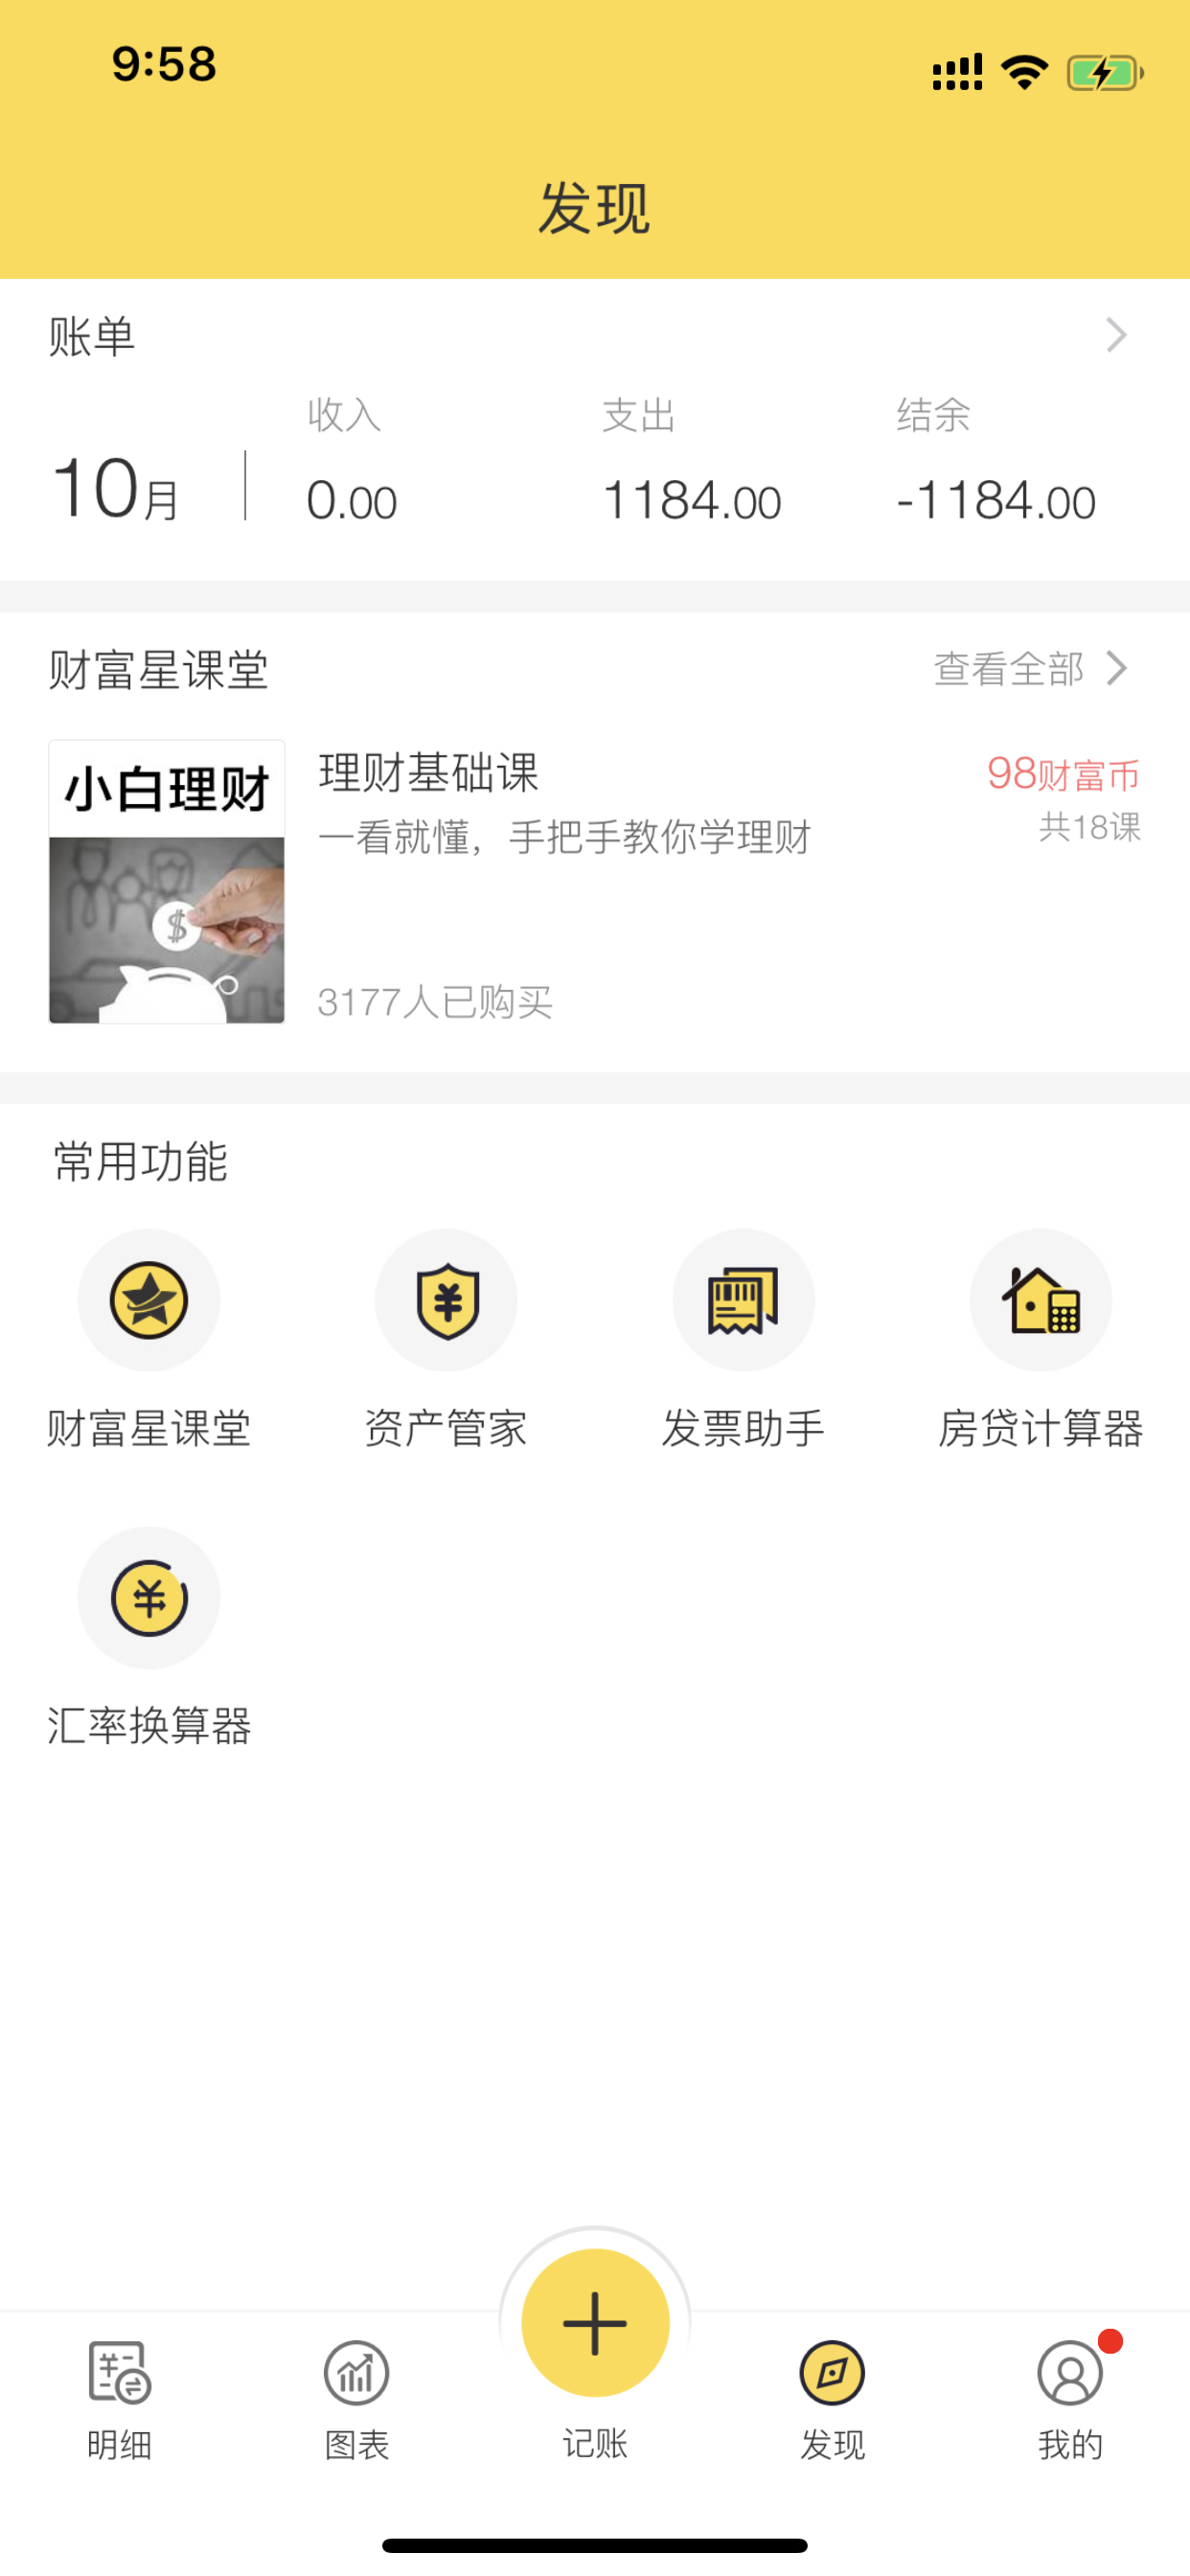 9:58
发现
账单
收入 支出 结余
10月 0.00 1184.00 -1184.00
财富星课堂 查看全部
小白理财
理财基础课 98财富币
一看就懂，手把手教你学理财 共18课
3177人已购买
常用功能
财富星课堂 资产管家 发票助手 房贷计算器
汇率换算器
明细 图表 记账 发现 我的